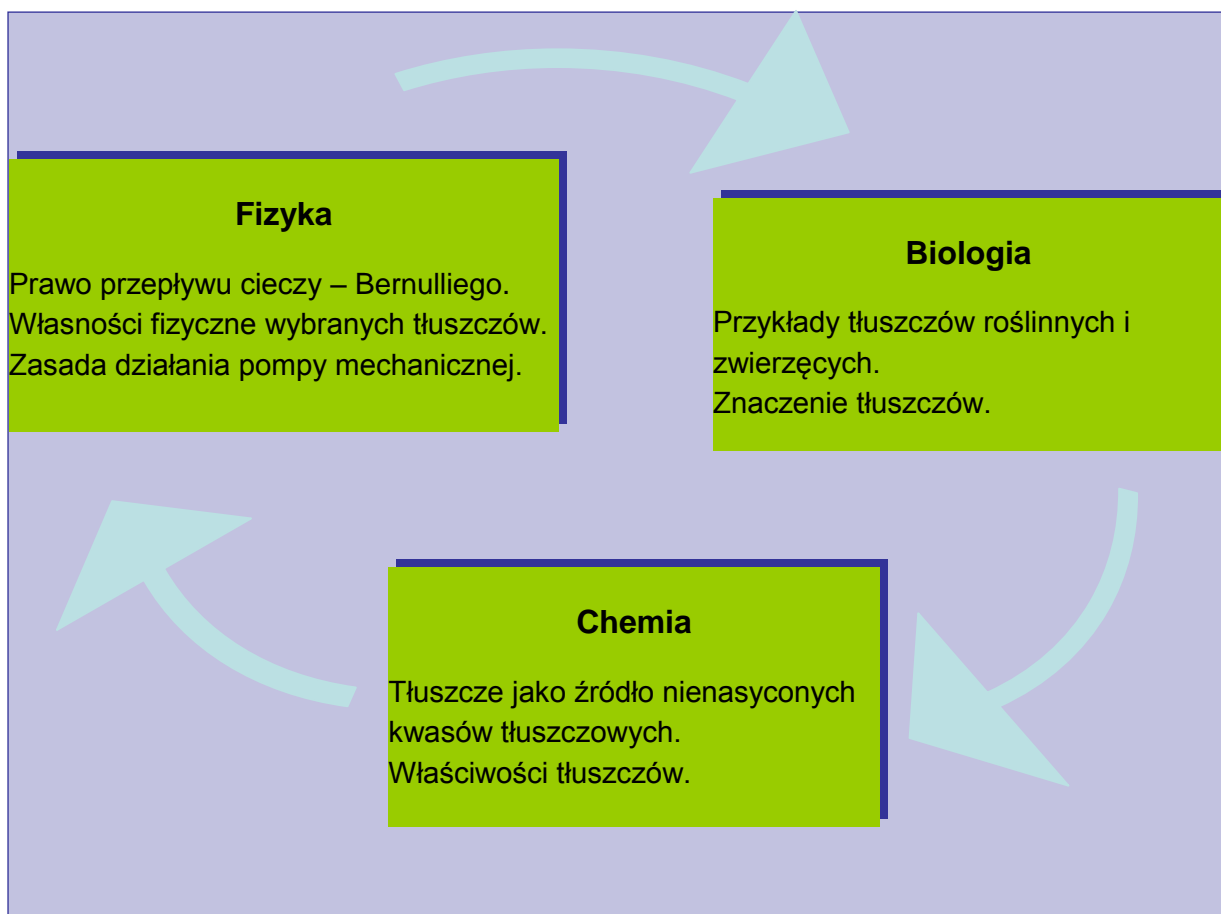 Fizyka
Prawo przepływu cieczy – Bernulliego.
Własności fizyczne wybranych tłuszczów.
Zasada działania pompy mechanicznej.
Biologia
Przykłady tłuszczów roślinnych i
zwierzęcych.
Znaczenie tłuszczów.
Chemia
Tłuszcze jako źródło nienasyconych
kwasów tłuszczowych.
Właściwości tłuszczów.